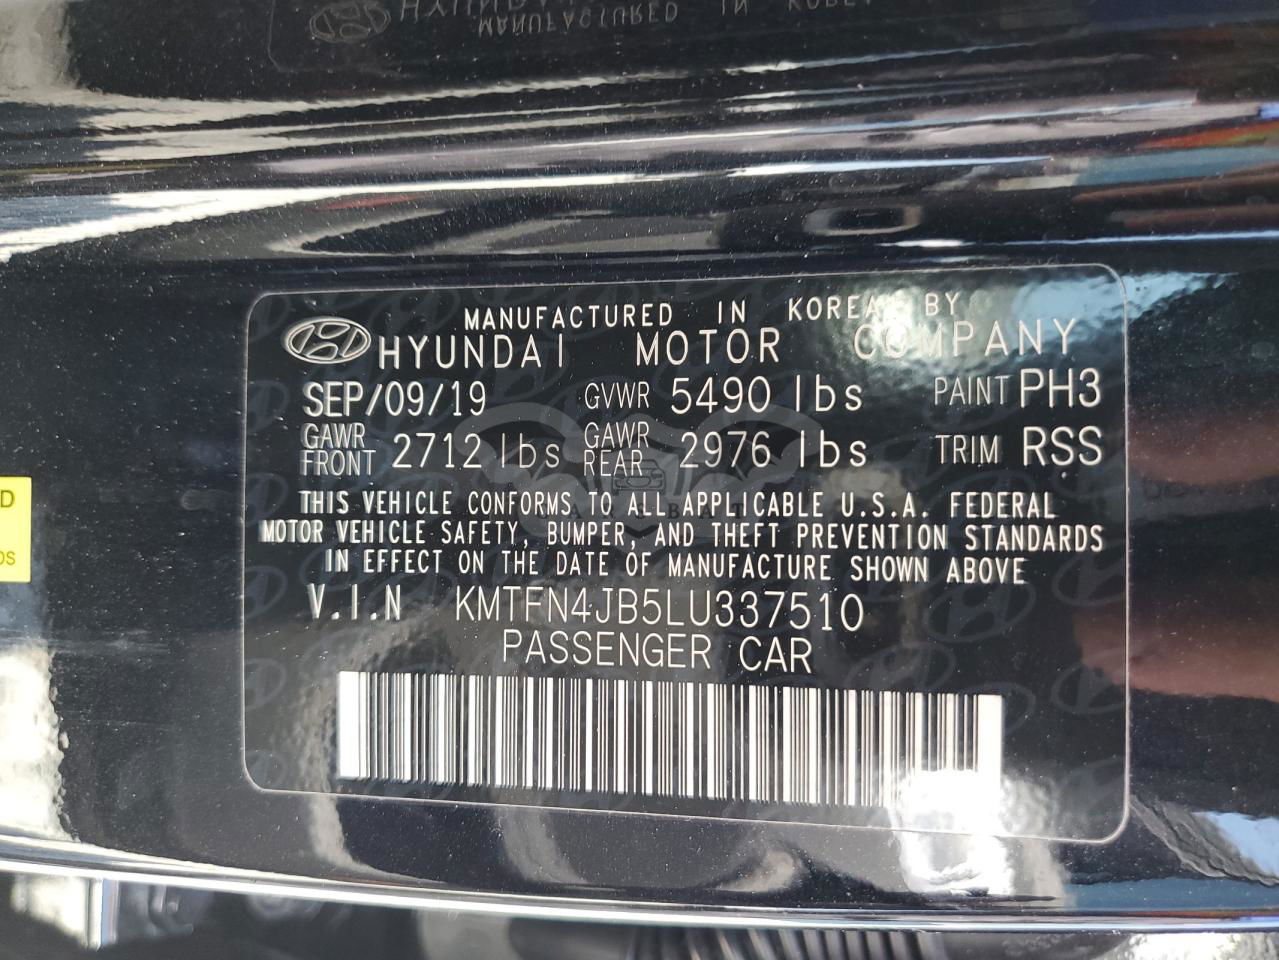 MANUFACTURED IN KOREA BY
HYUNDAI MOTOR COMPANY
SEP/09/19 GVWR 5490 lbs PAINT PH3
GAWR FRONT 2712 lbs GAWR REAR 2976 lbs TRIM RSS
THIS VEHICLE CONFORMS TO ALL APPLICABLE U.S.A. FEDERAL
MOTOR VEHICLE SAFETY, BUMPER, AND THEFT PREVENTION STANDARDS
IN EFFECT ON THE DATE OF MANUFACTURE SHOWN ABOVE
V.I.N KMTFN4JB5LU337510
PASSENGER CAR